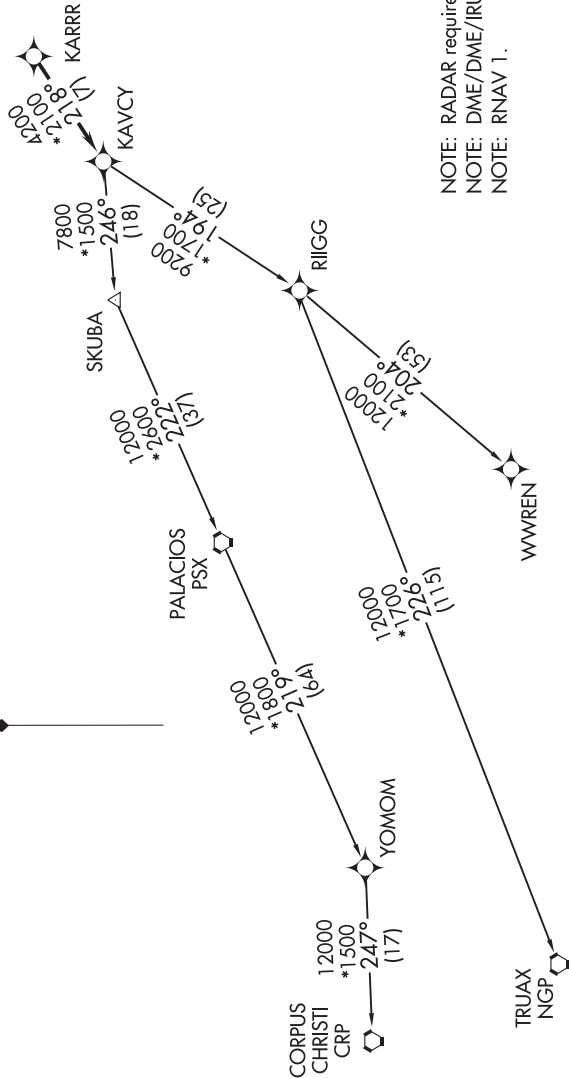 KARRR
4200
*2100
218°
(7)
KAVCY
7800
*1500
246°
(18)
9200
*1700
194°
(25)
SKUBA
RIIGG
12000
*2600
222°
(37)
12000
*2100
204°
(53)
PALACIOS
PSX
WWREN
12000
*1700
226°
(115)
12000
*1800
219°
(64)
YOMOM
12000
*1500
247°
(17)
CORPUS
CHRISTI
CRP
TRUAX
NGP
NOTE: RADAR require
NOTE: DME/DME/IRU
NOTE: RNAV 1.